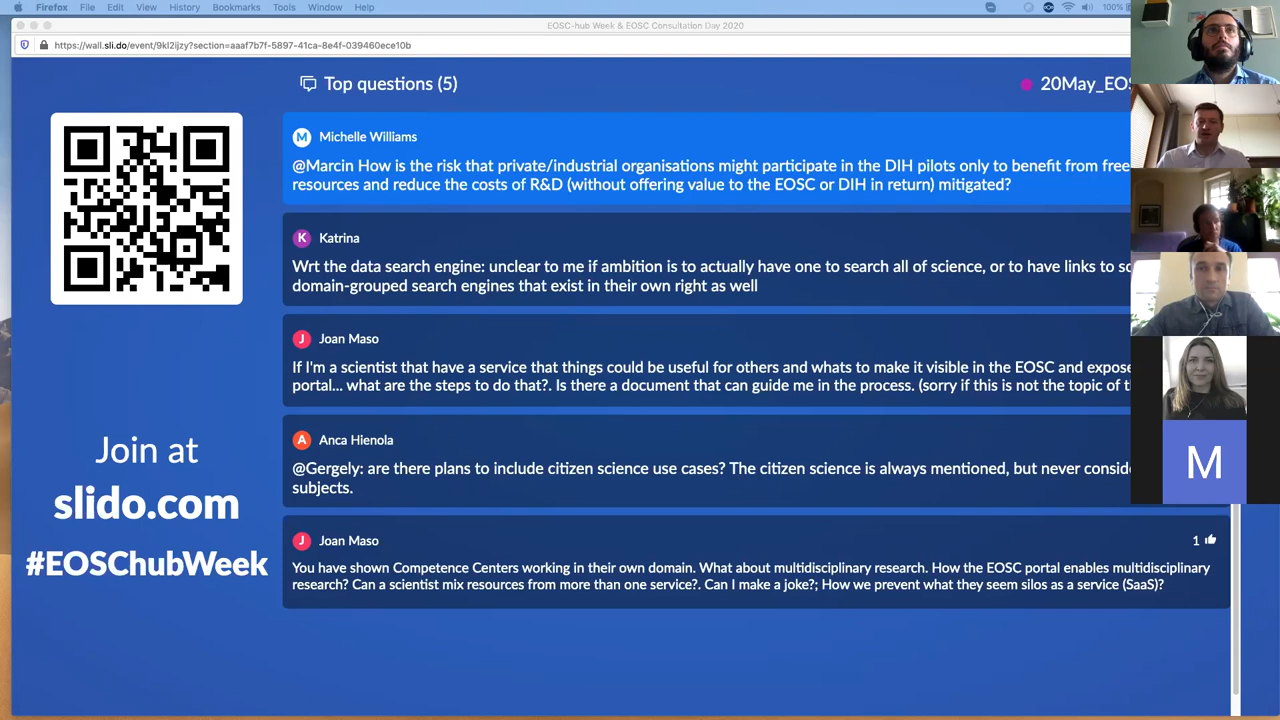 Firefox File Edit View History Bookmarks Tools Window Help 100%
EOSC-hub Week & EOSC Consultation Day 2020
https://wall.sli.do/event/9kl2ijzy?section=aaaf7b7f-5897-41ca-8e4f-039460ece10b
Top questions (5)
20May_EOS
M Michelle Williams
@Marcin How is the risk that private/industrial organisations might participate in the DIH pilots only to benefit from free
resources and reduce the costs of R&D (without offering value to the EOSC or DIH in return) mitigated?
K Katrina
Wrt the data search engine: unclear to me if ambition is to actually have one to search all of science, or to have links to
domain-grouped search engines that exist in their own right as well
J Joan Maso
If I'm a scientist that have a service that things could be useful for others and whats to make it visible in the EOSC and expose
portal... what are the steps to do that?. Is there a document that can guide me in the process. (sorry if this is not the topic of
A Anca Hienola
@Gergely: are there plans to include citizen science use cases? The citizen science is always mentioned, but never
subjects.
J Joan Maso
1
You have shown Competence Centers working in their own domain. What about multidisciplinary research. How the EOSC portal enables multidisciplinary
research? Can a scientist mix resources from more than one service?. Can I make a joke?; How we prevent what they seem silos as a service (SaaS)?
Join at
slido.com
#EOSChubWeek
M